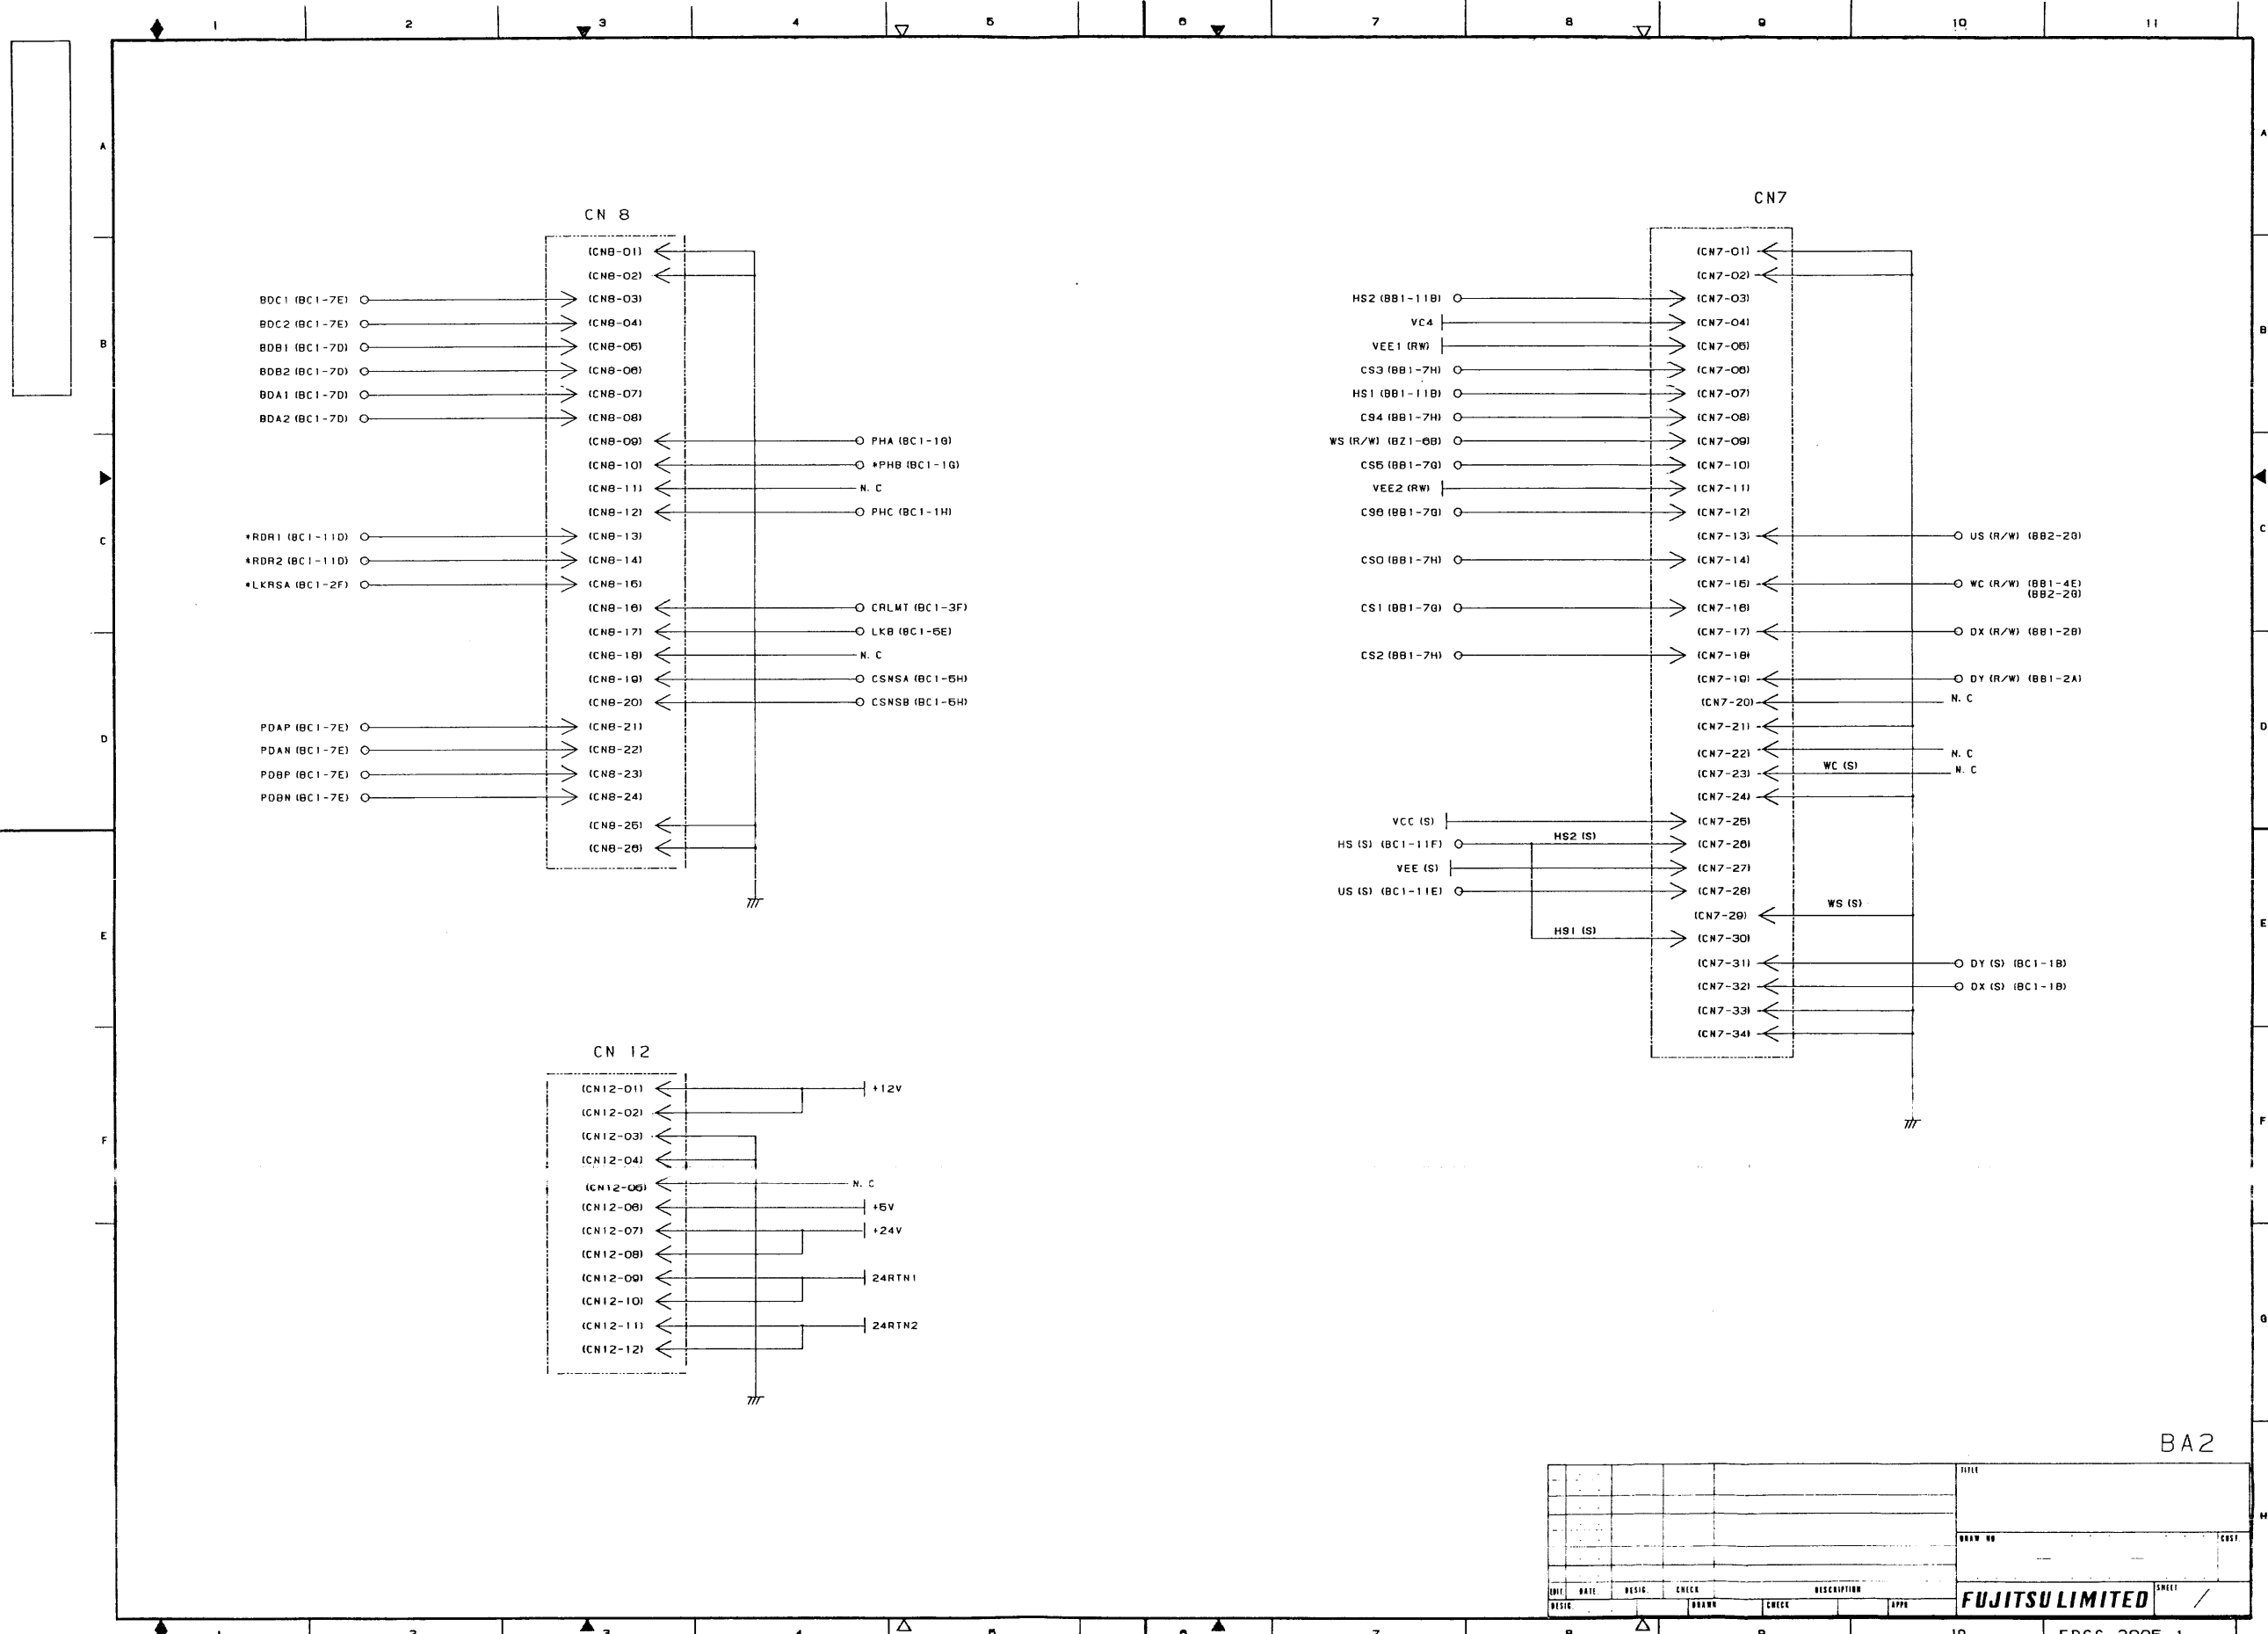 1 2 3 4 5 6 7 8 9 10 11
A A
B B
C C
D D
E E
F F
G
H
CN 8
(CN8-01)
(CN8-02)
BDC1 (BC1-7E) (CN8-03)
BDC2 (BC1-7E) (CN8-04)
BDB1 (BC1-7D) (CN8-05)
BDB2 (BC1-7D) (CN8-06)
BDA1 (BC1-7D) (CN8-07)
BDA2 (BC1-7D) (CN8-08)
(CN8-09) PHA (BC1-1G)
(CN8-10) *PHB (BC1-1G)
(CN8-11) N.C
(CN8-12) PHC (BC1-1H)
*RDR1 (BC1-11D) (CN8-13)
*RDR2 (BC1-11D) (CN8-14)
*LKRSA (BC1-2F) (CN8-15)
(CN8-16) CRLMT (BC1-3F)
(CN8-17) LKB (BC1-5E)
(CN8-18) N.C
(CN8-19) CSNSA (BC1-5H)
(CN8-20) CSNSB (BC1-5H)
PDAP (BC1-7E) (CN8-21)
PDAN (BC1-7E) (CN8-22)
PDBP (BC1-7E) (CN8-23)
PDBN (BC1-7E) (CN8-24)
(CN8-25)
(CN8-26)
CN7
(CN7-01)
(CN7-02)
HS2 (BB1-11B) (CN7-03)
VC4 (CN7-04)
VEE1 (RW) (CN7-05)
CS3 (BB1-7H) (CN7-06)
HS1 (BB1-11B) (CN7-07)
CS4 (BB1-7H) (CN7-08)
WS (R/W) (BZ1-6B) (CN7-09)
CS5 (BB1-7G) (CN7-10)
VEE2 (RW) (CN7-11)
CS6 (BB1-7G) (CN7-12)
(CN7-13) US (R/W) (BB2-2G)
CS0 (BB1-7H) (CN7-14)
(CN7-15) WC (R/W) (BB1-4E)
(BB2-2G)
CS1 (BB1-7G) (CN7-16)
(CN7-17) DX (R/W) (BB1-2B)
CS2 (BB1-7H) (CN7-18)
(CN7-19) DY (R/W) (BB1-2A)
(CN7-20) N.C
(CN7-21)
(CN7-22) N.C
(CN7-23) WC (S) N.C
(CN7-24)
VCC (S) (CN7-25)
HS (S) (BC1-11F) HS2 (S) (CN7-26)
VEE (S) (CN7-27)
US (S) (BC1-11E) (CN7-28)
(CN7-29) WS (S)
HS1 (S) (CN7-30)
(CN7-31) DY (S) (BC1-1B)
(CN7-32) DX (S) (BC1-1B)
(CN7-33)
(CN7-34)
CN 12
(CN12-01) +12V
(CN12-02)
(CN12-03)
(CN12-04)
(CN12-05) N.C
(CN12-06) +5V
(CN12-07) +24V
(CN12-08)
(CN12-09) 24RTN1
(CN12-10)
(CN12-11) 24RTN2
(CN12-12)
BA2
TITLE
DRAW NO CUST
EDIT. DATE DESIG. CHECK DESCRIPTION
DESIG. DRAWN CHECK APPR
FUJITSU LIMITED SHEET /